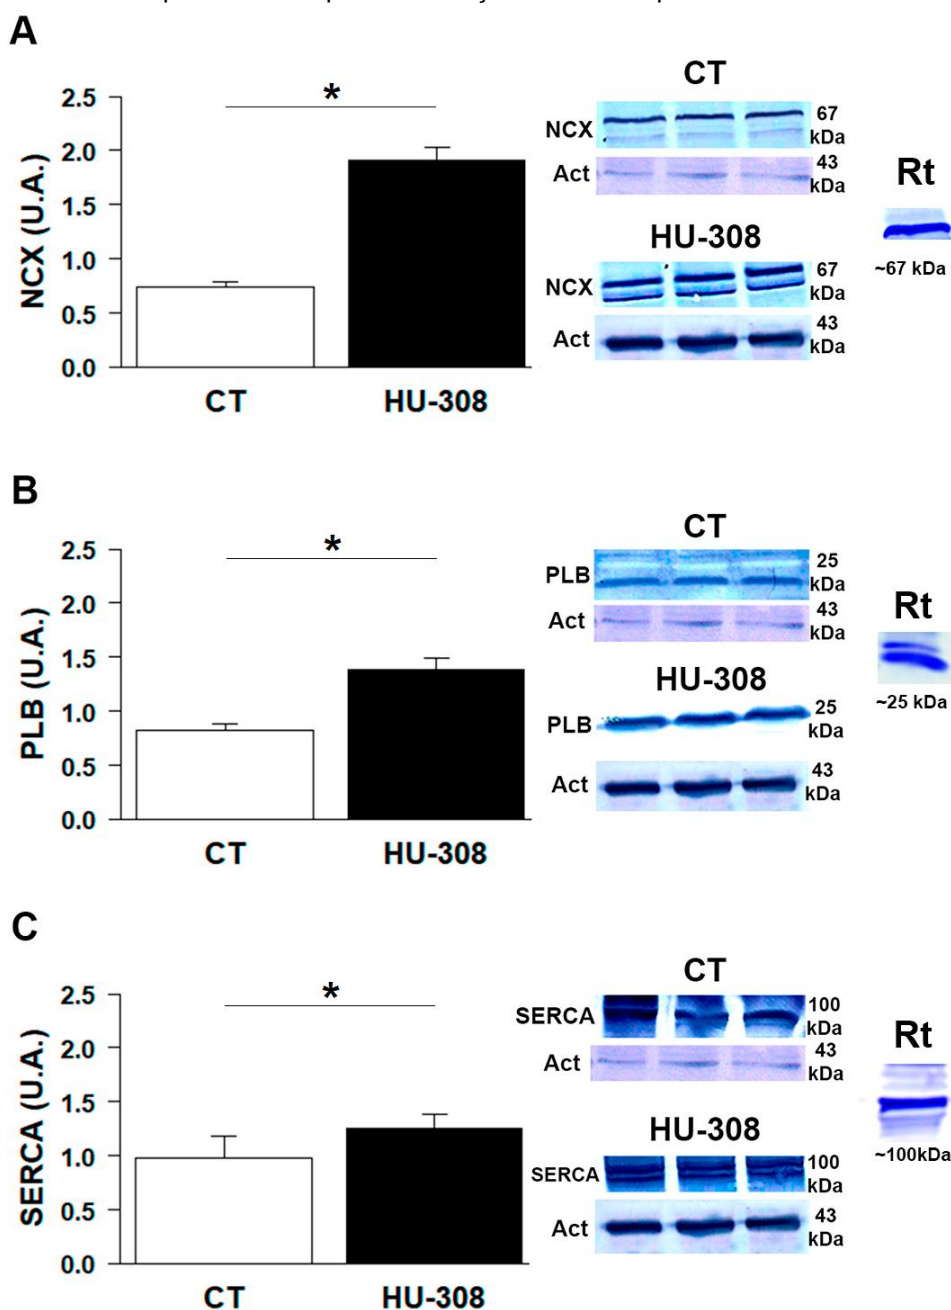 A
CT
2.5
2.0
1.5
1.0
0.5
0.0
NCX (U.A.)
*
CT HU-308
NCX 67 kDa
Act 43 kDa
HU-308
NCX 67 kDa
Act 43 kDa
Rt
~67 kDa
B
CT
2.5
2.0
1.5
1.0
0.5
0.0
PLB (U.A.)
*
CT HU-308
PLB 25 kDa
Act 43 kDa
HU-308
PLB 25 kDa
Act 43 kDa
Rt
~25 kDa
C
CT
2.5
2.0
1.5
1.0
0.5
0.0
SERCA (U.A.)
*
CT HU-308
SERCA 100 kDa
Act 43 kDa
HU-308
SERCA 100 kDa
Act 43 kDa
Rt
~100kDa